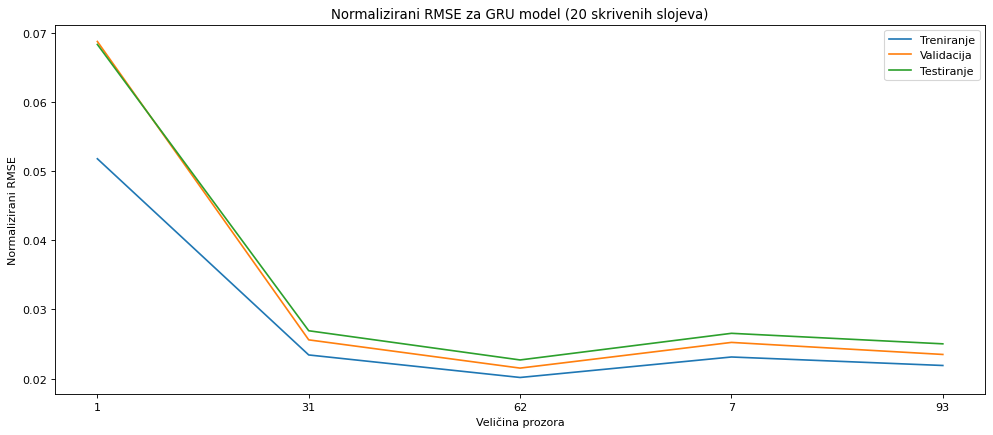 Normalizirani RMSE za GRU model (20 skrivenih slojeva)
Treniranje
Validacija
Testiranje
Normalizirani RMSE
0.07
0.06
0.05
0.04
0.03
0.02
1 31 62 7 93
Veličina prozora